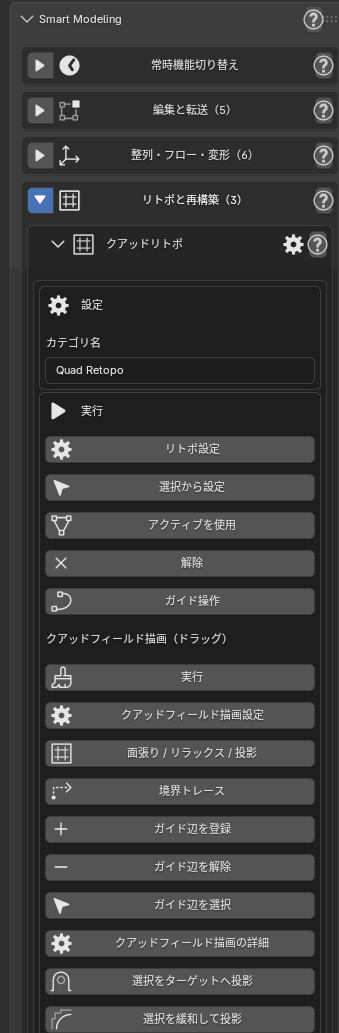 Smart Modeling
常時機能切り替え
編集と転送（5）
整列・フロー・変形（6）
リトポと再構築（3）
クアッドリトポ
設定
カテゴリ名
Quad Retopo
実行
リトポ設定
選択から設定
アクティブを使用
解除
ガイド操作
クアッドフィールド描画（ドラッグ）
実行
クアッドフィールド描画設定
面張り / リラックス / 投影
境界トレース
ガイド辺を登録
ガイド辺を解除
ガイド辺を選択
クアッドフィールド描画の詳細
選択をターゲットへ投影
選択を緩和して投影